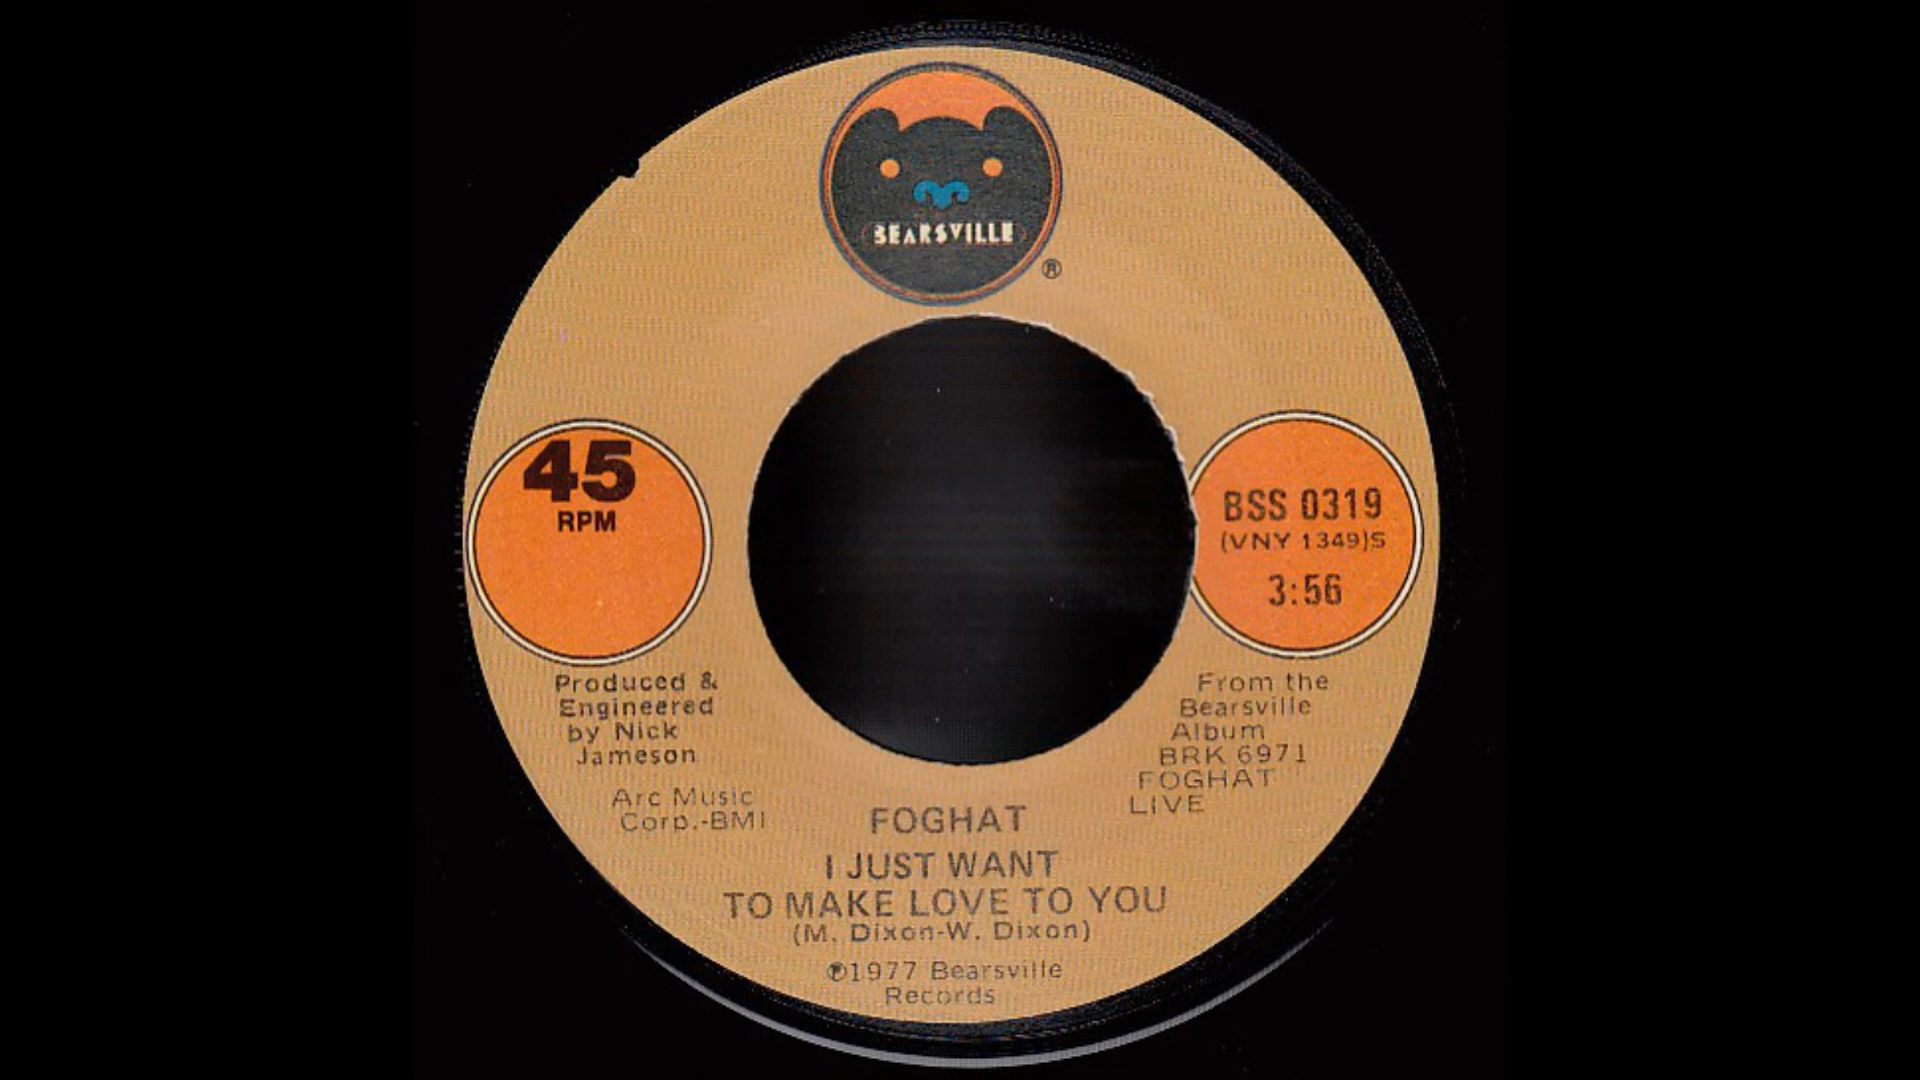 BEARSVILLE
®
45
RPM
BSS 0319
(VNY 1349)S
3:56
Produced &
Engineered
by Nick
Jameson
Arc Music
Corp.-BMI
From the
Bearsville
Album
BRK 6971
FOGHAT
LIVE
FOGHAT
I JUST WANT
TO MAKE LOVE TO YOU
(M. Dixon-W. Dixon)
℗1977 Bearsville
Records